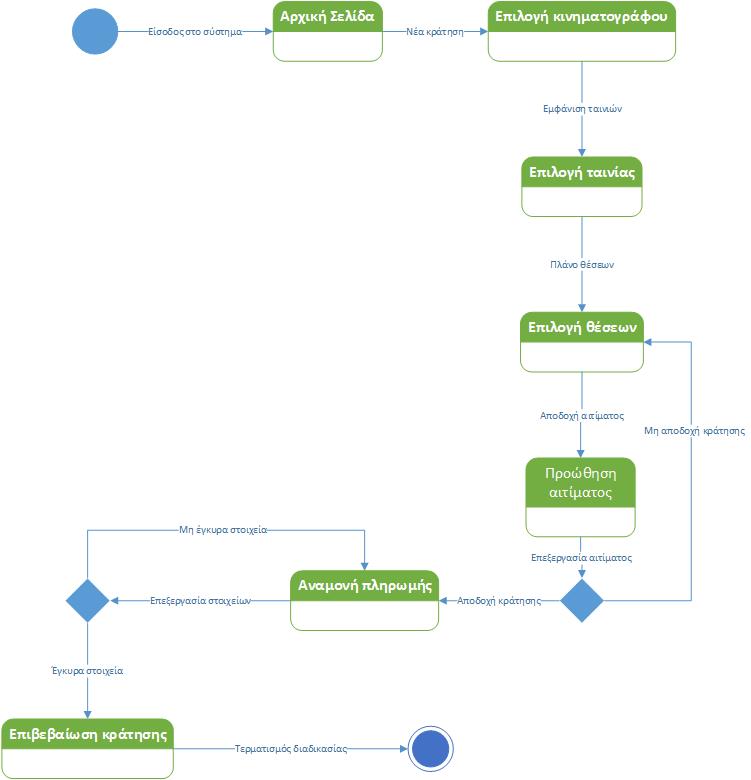 Είσοδος στο σύστημα
Αρχική Σελίδα
Νέα κράτηση
Επιλογή κινηματογράφου
Εμφάνιση ταινιών
Επιλογή ταινίας
Πλάνο θέσεων
Επιλογή θέσεων
Αποδοχή αιτίματος
Μη αποδοχή κράτησης
Προώθηση
αιτίματος
Επεξεργασία αιτίματος
Αποδοχή κράτησης
Αναμονή πληρωμής
Μη έγκυρα στοιχεία
Επεξεργασία στοιχείων
Έγκυρα στοιχεία
Επιβεβαίωση κράτησης
Τερματισμός διαδικασίας